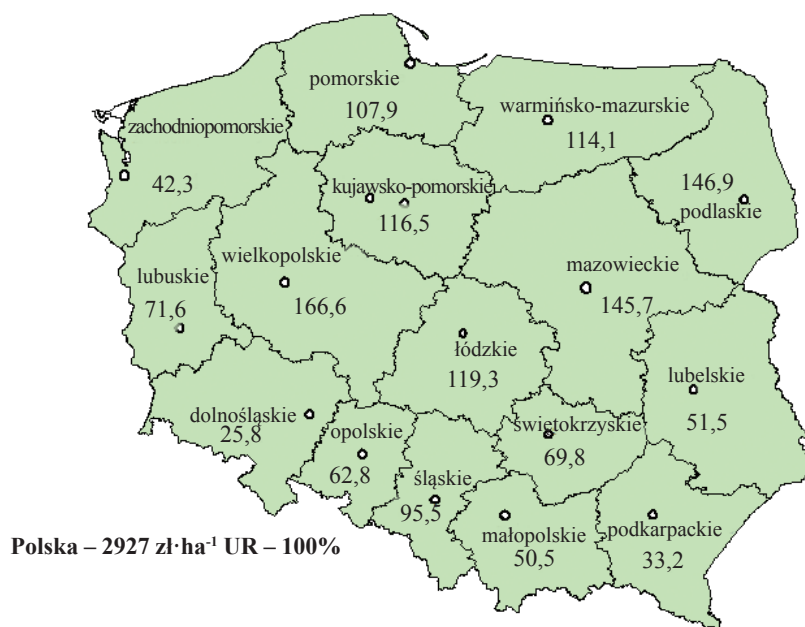 pomorskie
107,9
warmińsko-mazurskie
114,1
zachodniopomorskie
42,3
kujawsko-pomorskie
116,5
146,9
podlaskie
wielkopolskie
166,6
lubuskie
71,6
mazowieckie
145,7
łódzkie
119,3
lubelskie
51,5
dolnośląskie
25,8
opolskie
62,8
świętokrzyskie
69,8
śląskie
95,5
małopolskie
50,5
podkarpackie
33,2
Polska – 2927 zł·ha⁻¹ UR – 100%